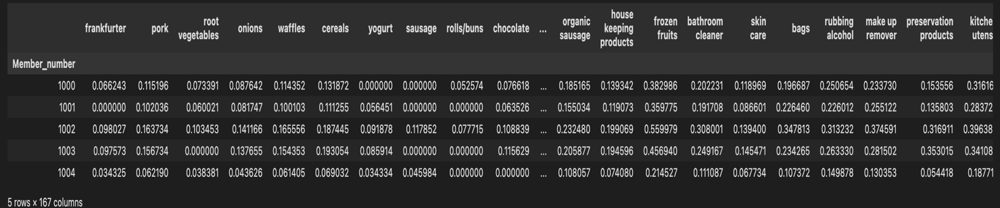 frankfurter pork root vegetables onions waffles cereals yogurt sausage rolls/buns chocolate ... organic sausage house keeping products frozen fruits bathroom cleaner skin care bags rubbing alcohol make up remover preservation products kitche utens
Member_number
1000 0.066243 0.115196 0.073391 0.087642 0.114352 0.131872 0.000000 0.000000 0.052574 0.076618 ... 0.185165 0.139342 0.382986 0.202231 0.118969 0.196687 0.250654 0.233730 0.153556 0.31616
1001 0.000000 0.102036 0.060021 0.081747 0.100103 0.111255 0.056451 0.000000 0.000000 0.063526 ... 0.155034 0.119073 0.359775 0.191708 0.086601 0.226460 0.226012 0.255122 0.135803 0.28372
1002 0.098027 0.163734 0.103453 0.141166 0.165556 0.187445 0.091878 0.117852 0.077715 0.108839 ... 0.232480 0.199069 0.559979 0.308001 0.139400 0.347813 0.313232 0.374591 0.316911 0.39638
1003 0.097573 0.156734 0.000000 0.137655 0.154353 0.193054 0.085914 0.000000 0.000000 0.115629 ... 0.205877 0.194596 0.456940 0.249167 0.145471 0.234265 0.263330 0.281502 0.353015 0.34108
1004 0.034325 0.062190 0.038381 0.043626 0.061405 0.069032 0.034334 0.045984 0.000000 0.000000 ... 0.108057 0.074080 0.214527 0.111087 0.067734 0.107372 0.149878 0.130353 0.054418 0.18771
5 rows × 167 columns